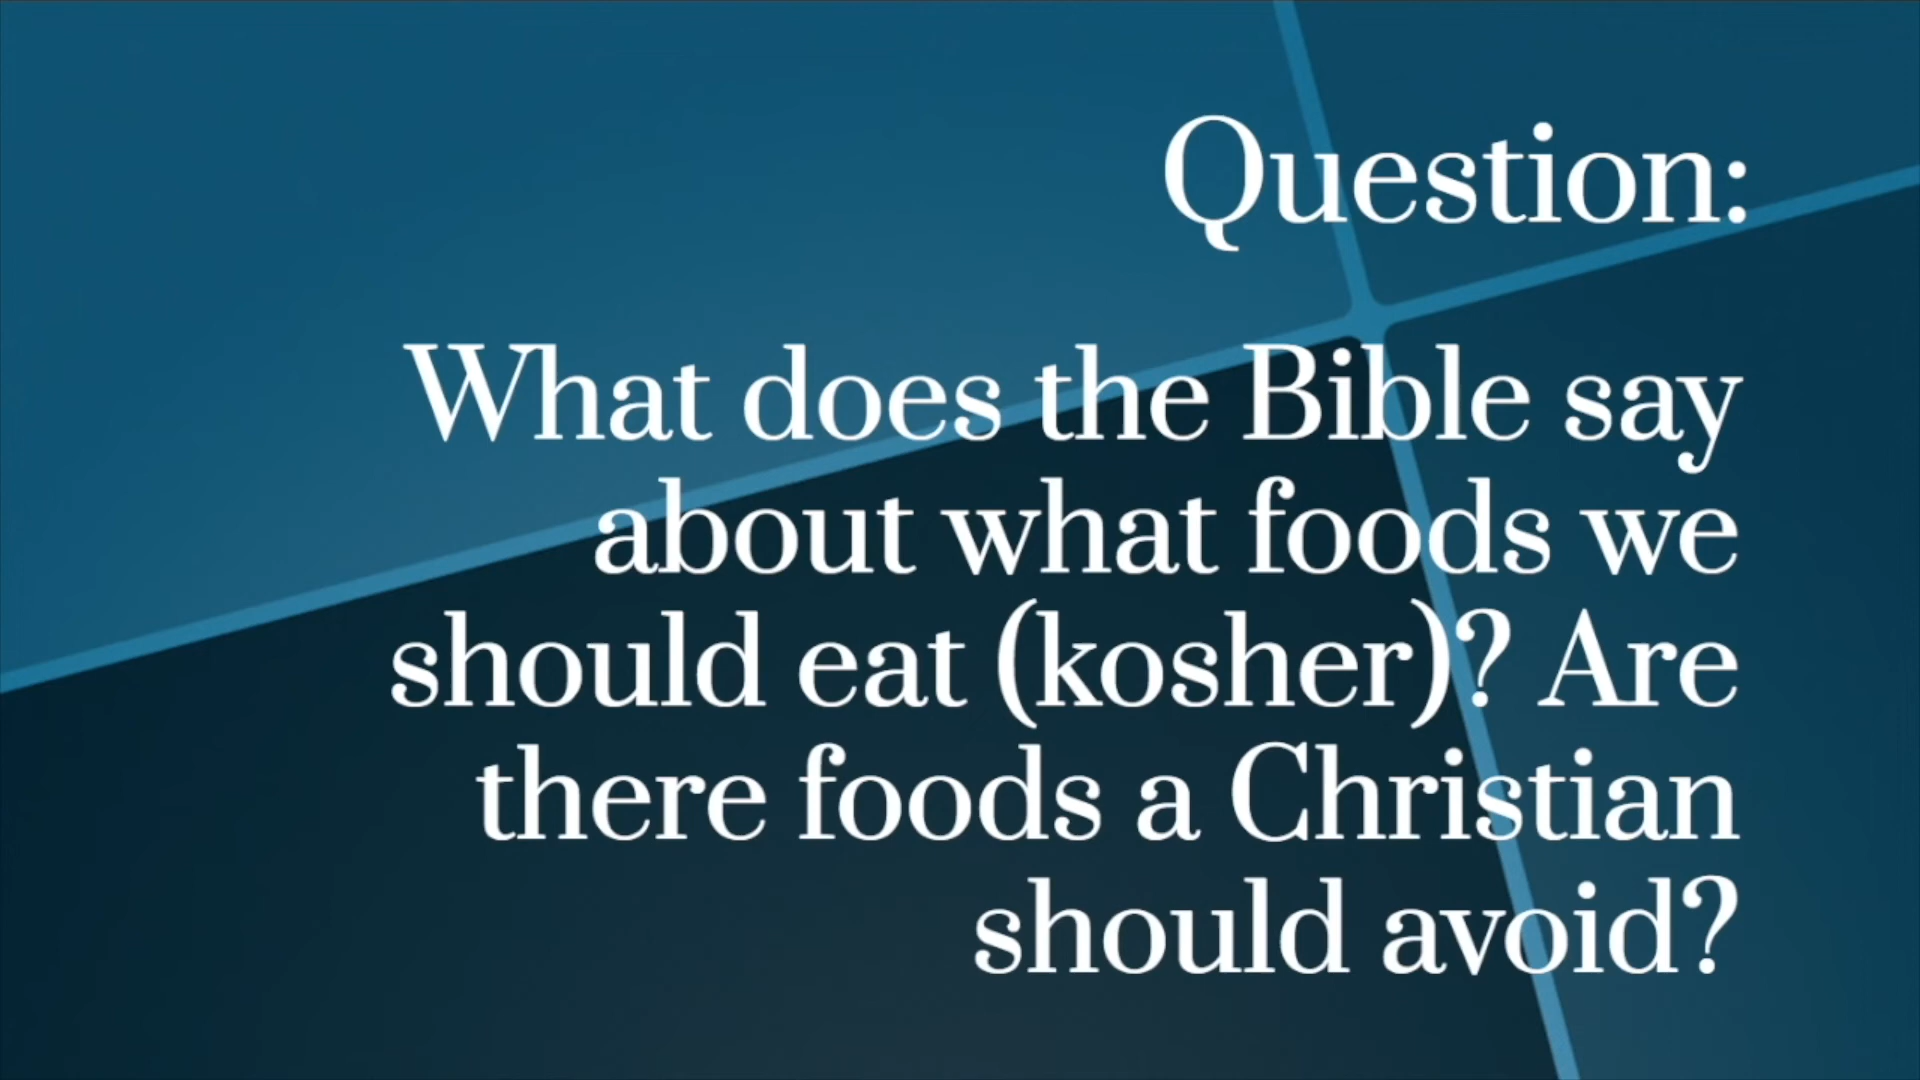 Question:
What does the Bible say
about what foods we
should eat (kosher)? Are
there foods a Christian
should avoid?